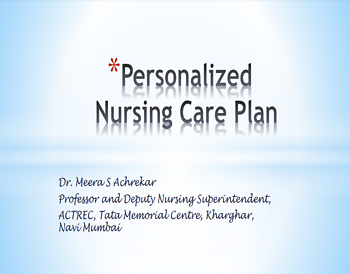 *Personalized
Nursing Care Plan
Dr. Meera S Achrekar
Professor and Deputy Nursing Superintendent,
ACTREC, Tata Memorial Centre, Kharghar,
Navi Mumbai